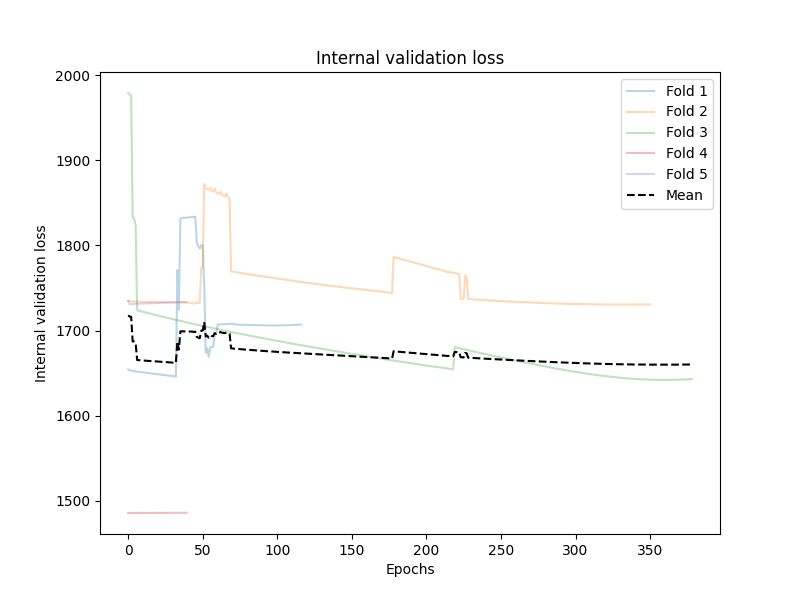 Internal validation loss
Internal validation loss
2000
1900
1800
1700
1600
1500
0 50 100 150 200 250 300 350
Epochs
Fold 1
Fold 2
Fold 3
Fold 4
Fold 5
Mean